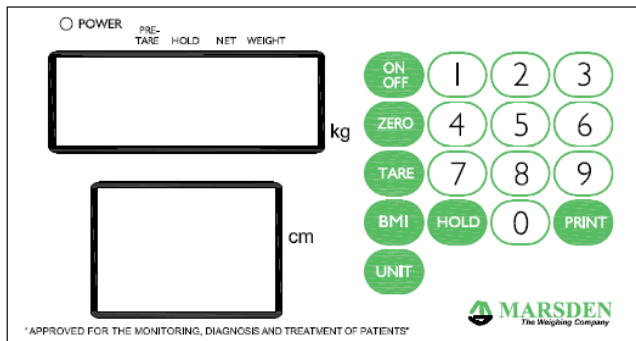 POWER
PRE-
TARE HOLD NET WEIGHT
kg
cm
ON
OFF
1 2 3
ZERO 4 5 6
TARE 7 8 9
BMI HOLD 0 PRINT
UNIT
MARSDEN
The Weighing Company
"APPROVED FOR THE MONITORING, DIAGNOSIS AND TREATMENT OF PATIENTS"